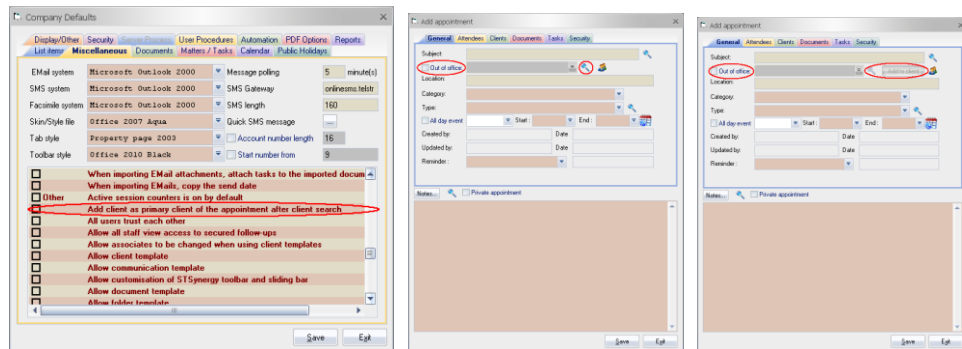 Company Defaults
Display/Other Security User Procedures Automation PDF Options Reports
List items Miscellaneous Documents Matters / Tasks Calendar Public Holidays
EMail system Microsoft Outlook 2000 Message polling 5 minute(s)
SMS system Microsoft Outlook 2000 SMS Gateway onlinesms.telstr
Facsimile system Microsoft Outlook 2000 SMS length 160
Skin/Style file Office 2007 Aqua Quick SMS message ...
Tab style Property page 2003 Account number length 16
Toolbar style Office 2010 Black Start number from 9
When importing EMail attachments, attach tasks to the imported docum
When importing EMails, copy the send date
Other Active session counters is on by default
Add client as primary client of the appointment after client search
All users trust each other
Allow all staff view access to secured follow-ups
Allow associates to be changed when using client templates
Allow client template
Allow communication template
Allow customisation of STSynergy toolbar and sliding bar
Allow document template
Allow folder template
Save Exit
Add appointment
General Attendees Clients Documents Tasks Security
Subject:
Out of office
Location:
Category:
Type:
All day event Start : End :
Created by: Date
Updated by: Date
Reminder :
Notes... Private appointment
Save Exit
Add appointment
General Attendees Clients Documents Tasks Security
Subject:
Out of office
Location:
Category:
Type:
All day event Start : End :
Created by: Date
Updated by: Date
Reminder :
Notes... Private appointment
Save Exit